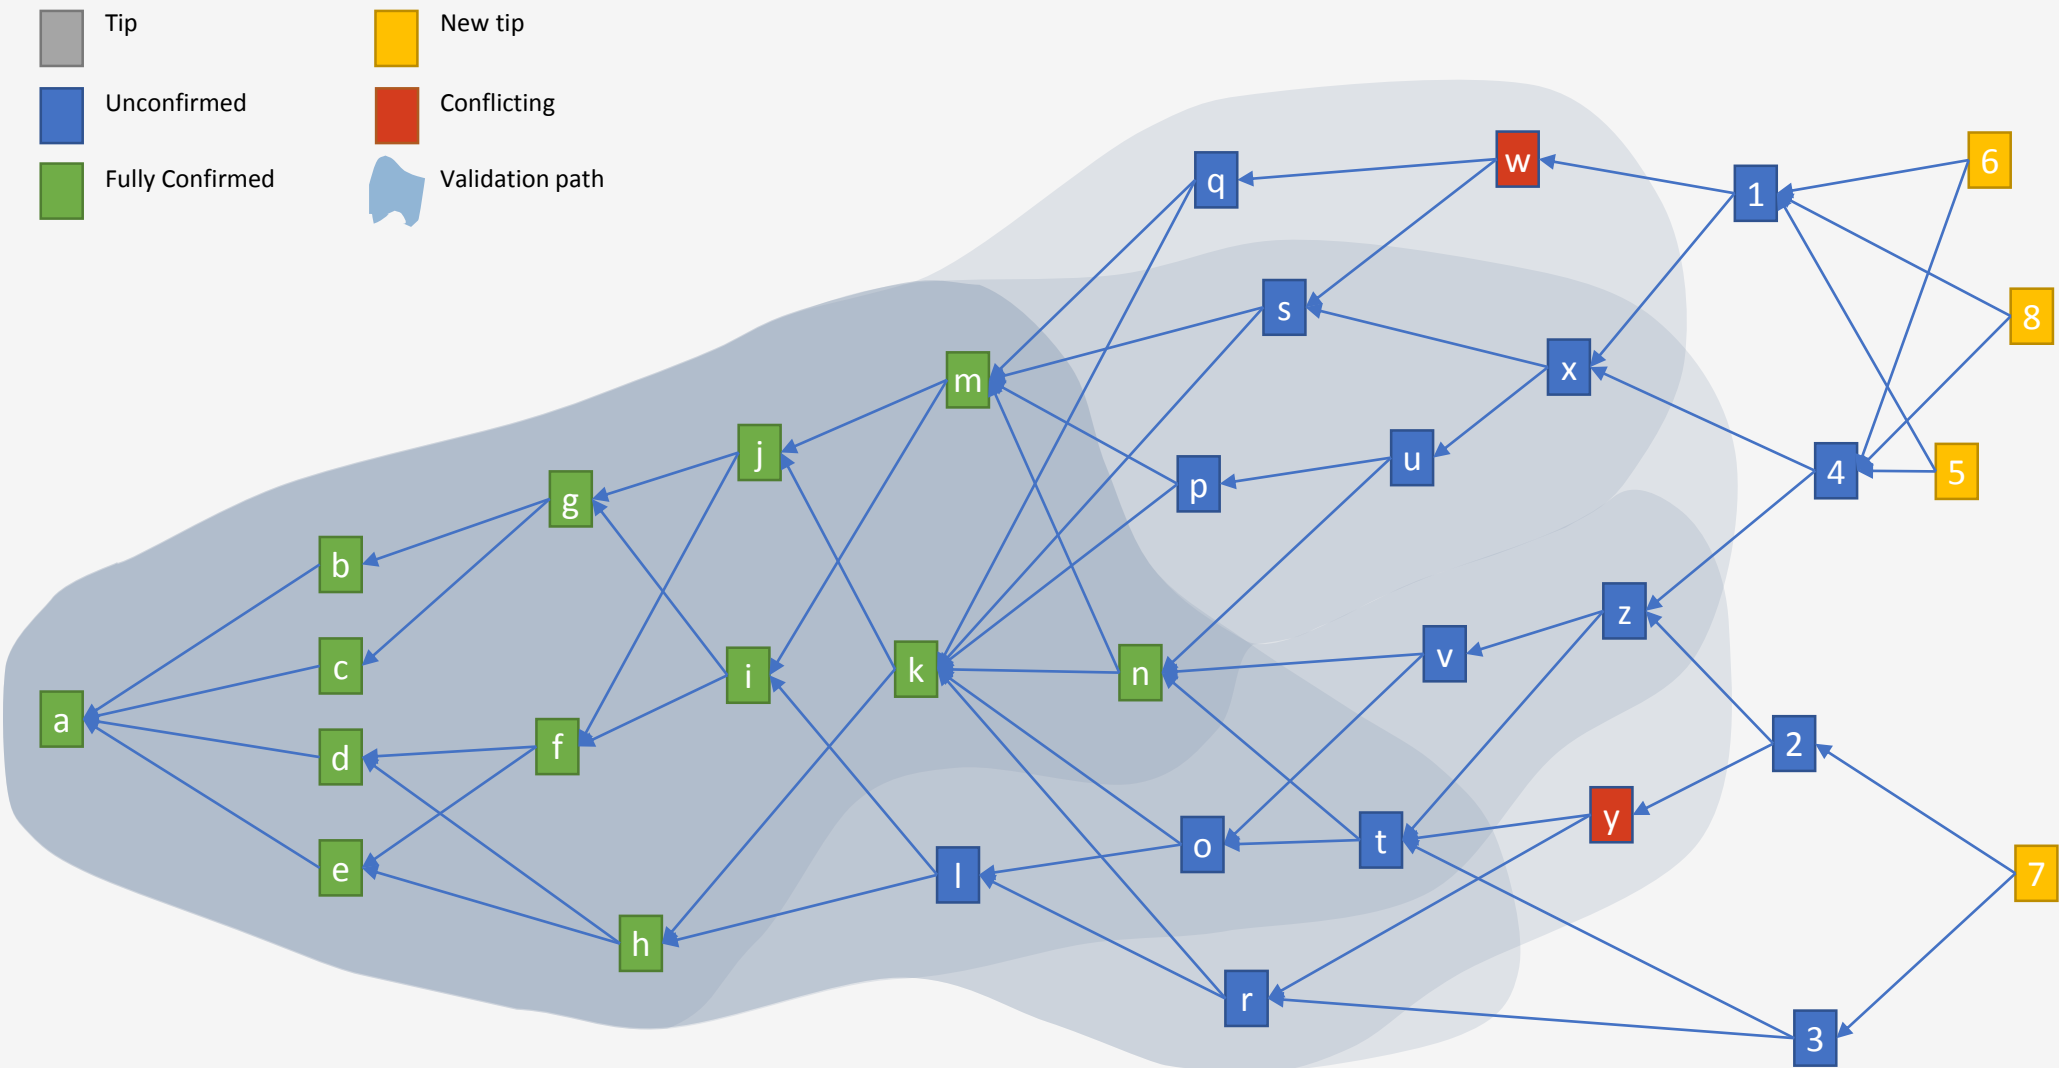 Tip
New tip
Unconfirmed
Conflicting
Fully Confirmed
Validation path
q
w
1
6
s
8
m
x
j
u
p
4
5
g
b
z
v
c
i
k
n
a
f
d
2
y
o
t
e
l
7
h
r
3